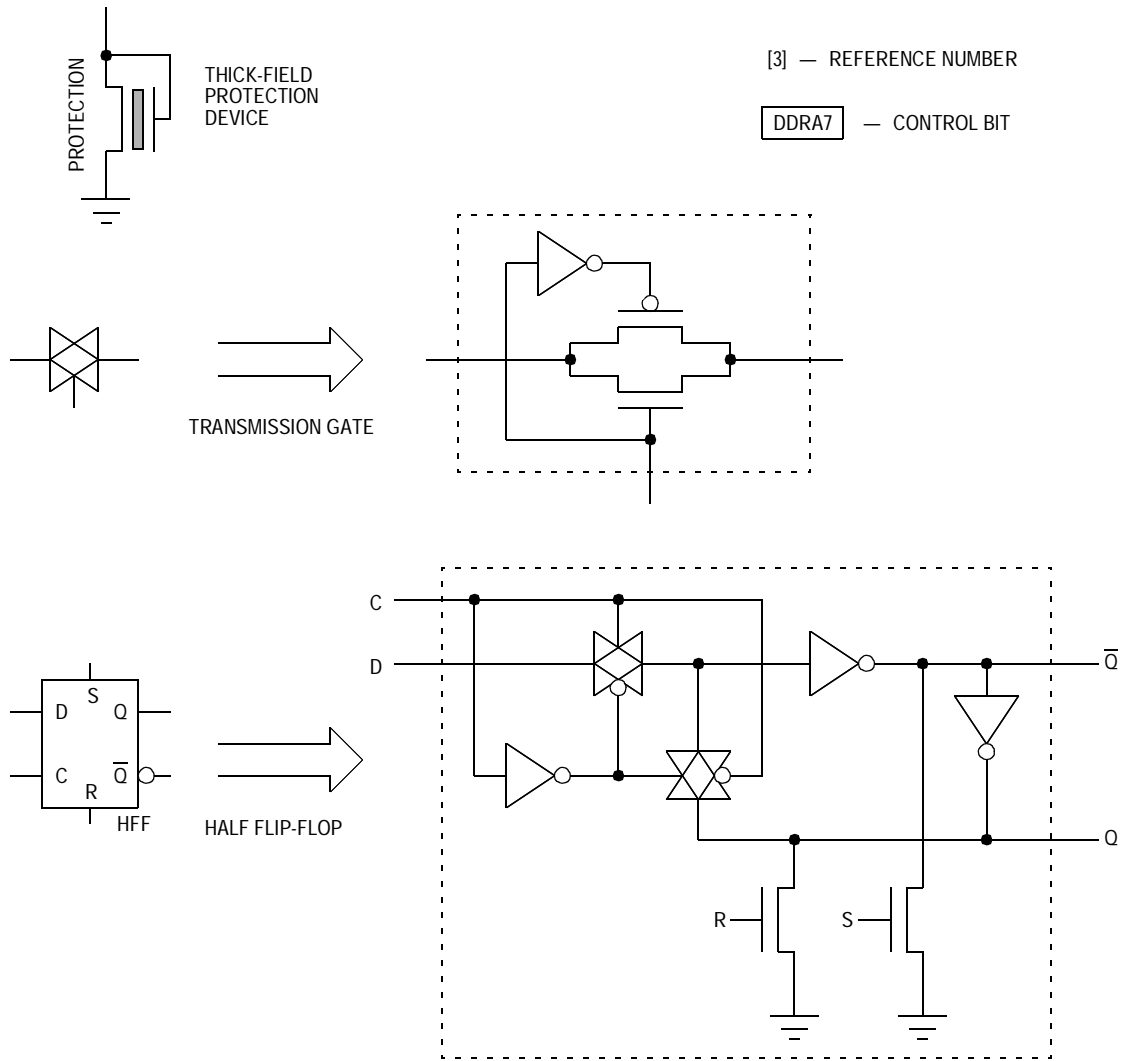 PROTECTION
THICK-FIELD
PROTECTION
DEVICE
[3] — REFERENCE NUMBER
DDRA7 — CONTROL BIT
TRANSMISSION GATE
C
D
Q̅
S
D Q
C Q̅
R
HFF
HALF FLIP-FLOP
Q
R S